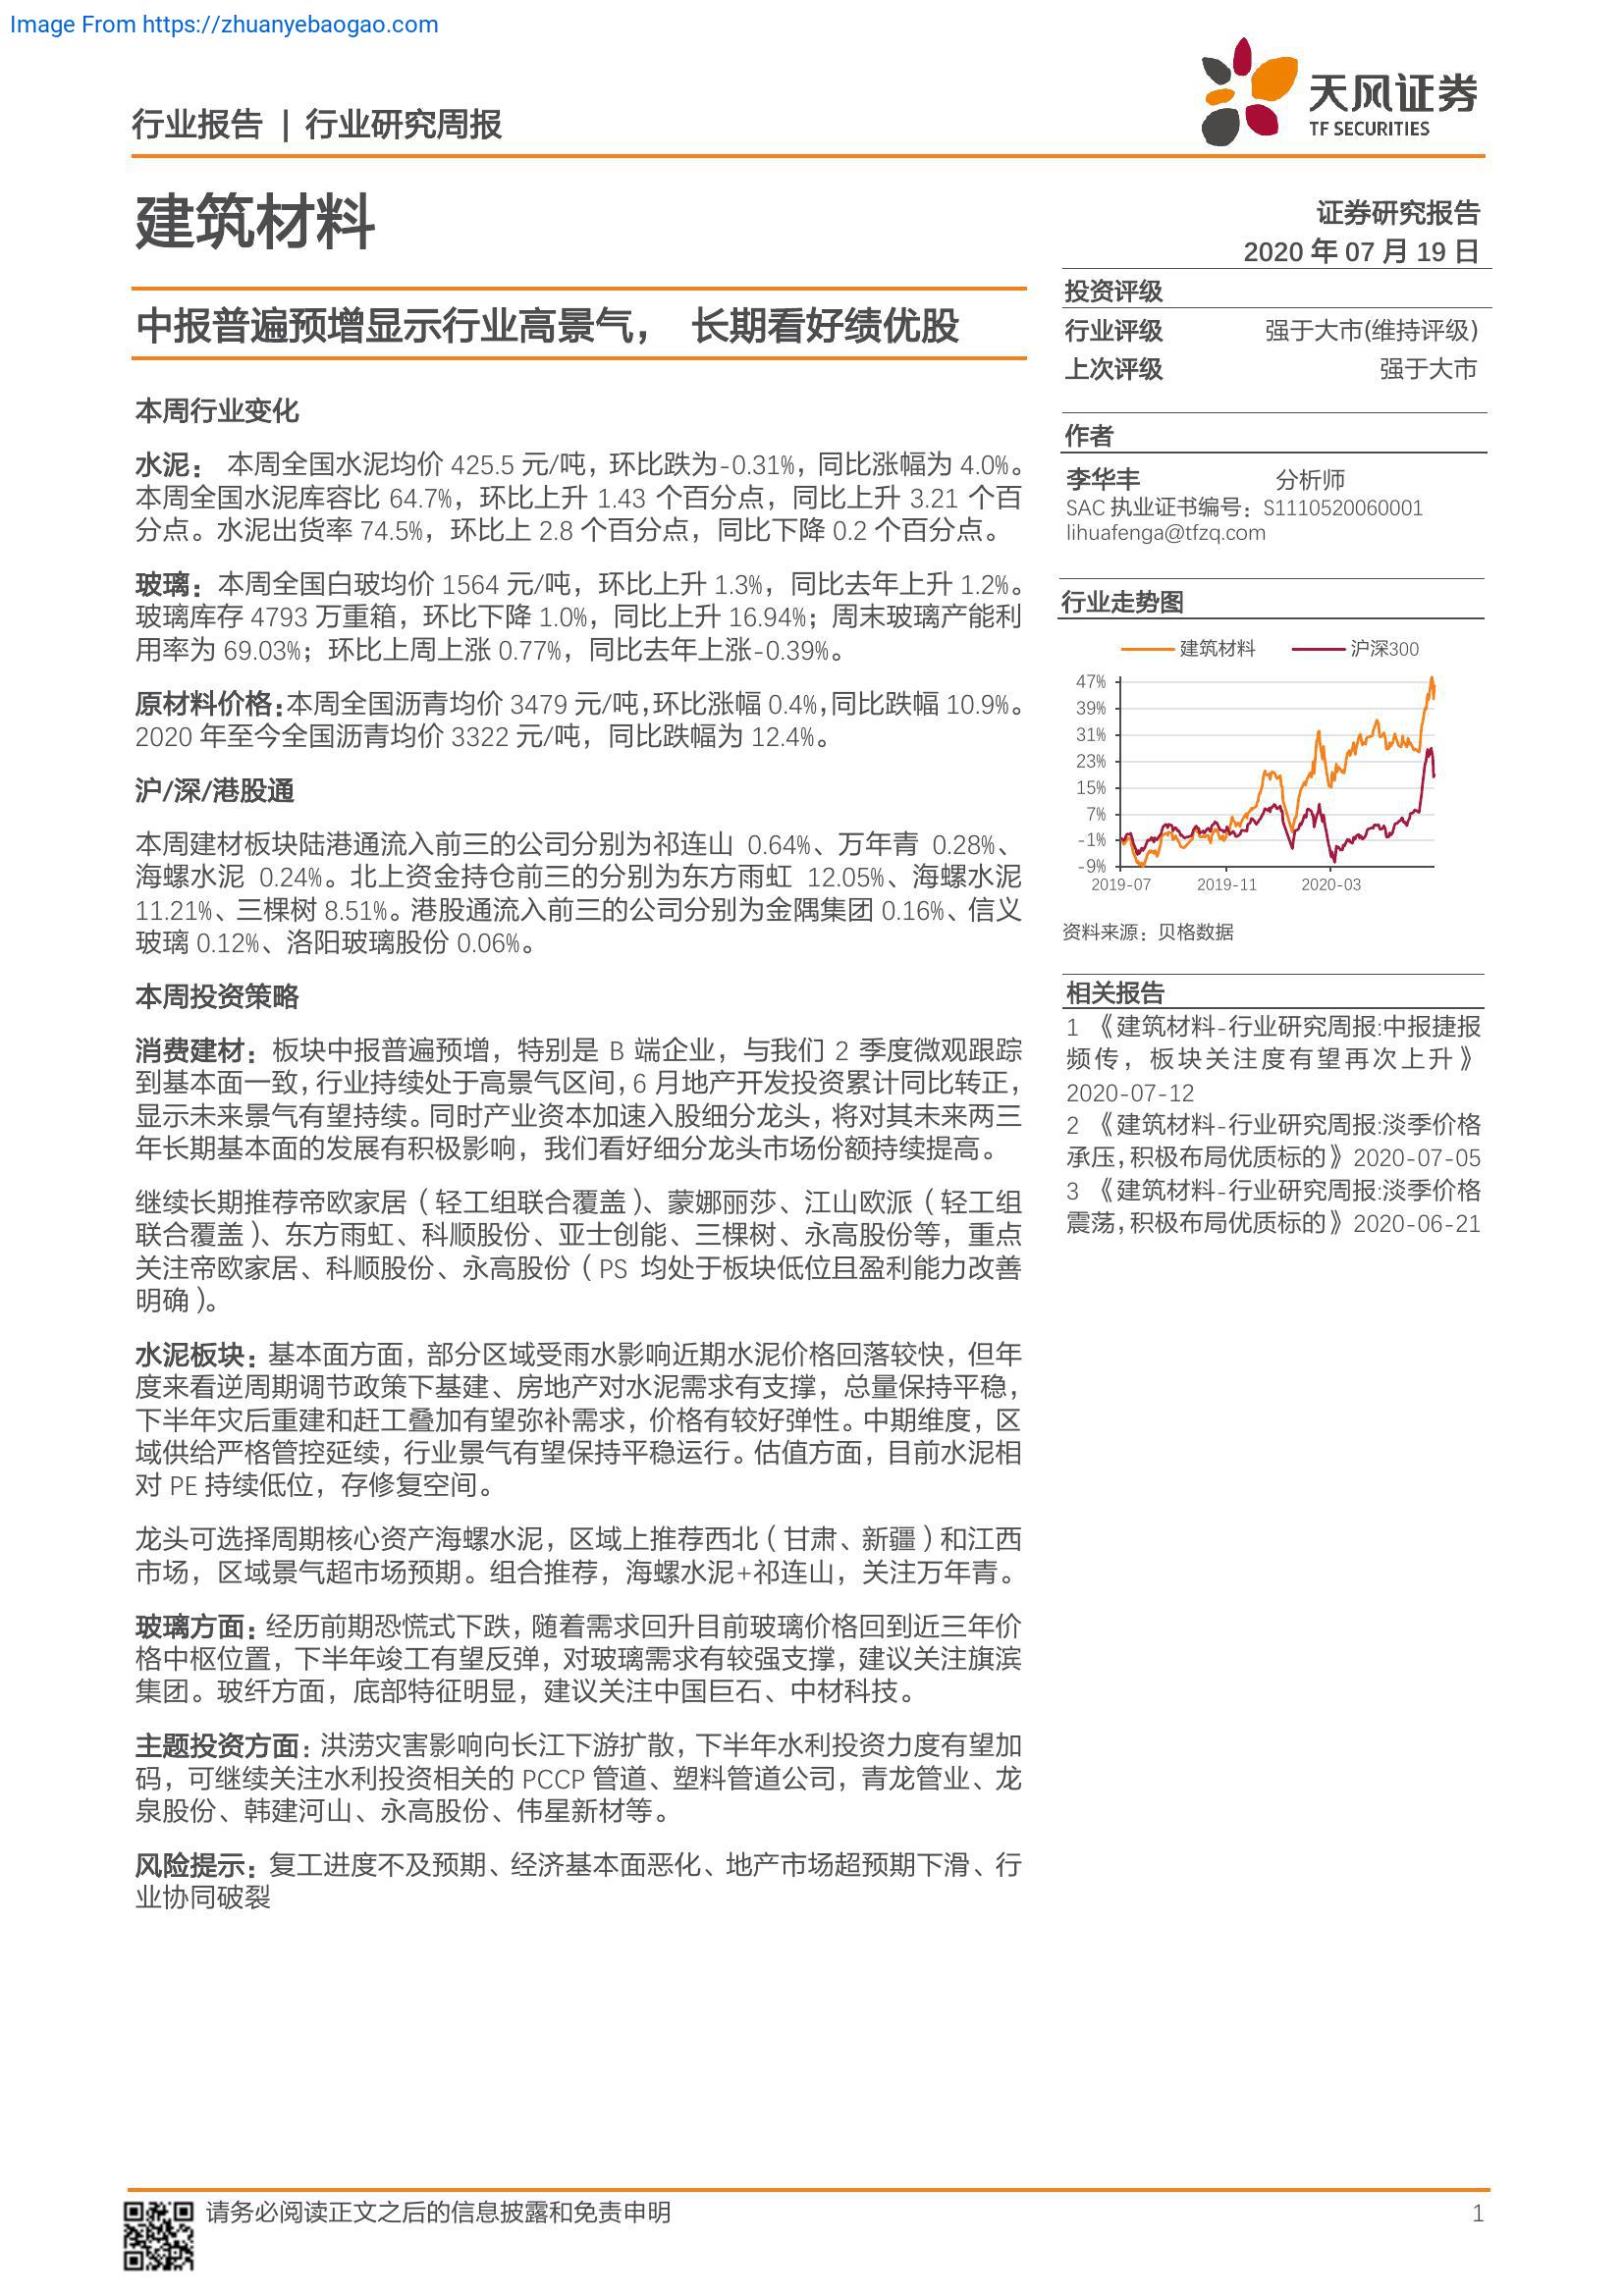 Image From https://zhuanyebaogao.com
天风证券
TF SECURITIES
行业报告 | 行业研究周报
建筑材料
证券研究报告
2020 年 07 月 19 日
中报普遍预增显示行业高景气， 长期看好绩优股
本周行业变化
水泥： 本周全国水泥均价 425.5 元/吨，环比跌为-0.31%，同比涨幅为 4.0%。
本周全国水泥库容比 64.7%，环比上升 1.43 个百分点，同比上升 3.21 个百
分点。水泥出货率 74.5%，环比上 2.8 个百分点，同比下降 0.2 个百分点。
玻璃：本周全国白玻均价 1564 元/吨，环比上升 1.3%，同比去年上升 1.2%。
玻璃库存 4793 万重箱，环比下降 1.0%，同比上升 16.94%；周末玻璃产能利
用率为 69.03%；环比上周上涨 0.77%，同比去年上涨-0.39%。
原材料价格：本周全国沥青均价 3479 元/吨，环比涨幅 0.4%，同比跌幅 10.9%。
2020 年至今全国沥青均价 3322 元/吨，同比跌幅为 12.4%。
沪/深/港股通
本周建材板块陆港通流入前三的公司分别为祁连山 0.64%、万年青 0.28%、
海螺水泥 0.24%。北上资金持仓前三的分别为东方雨虹 12.05%、海螺水泥
11.21%、三棵树 8.51%。港股通流入前三的公司分别为金隅集团 0.16%、信义
玻璃 0.12%、洛阳玻璃股份 0.06%。
本周投资策略
消费建材：板块中报普遍预增，特别是 B 端企业，与我们 2 季度微观跟踪
到基本面一致，行业持续处于高景气区间，6 月地产开发投资累计同比转正，
显示未来景气有望持续。同时产业资本加速入股细分龙头，将对其未来两三
年长期基本面的发展有积极影响，我们看好细分龙头市场份额持续提高。
继续长期推荐帝欧家居（轻工组联合覆盖）、蒙娜丽莎、江山欧派（轻工组
联合覆盖）、东方雨虹、科顺股份、亚士创能、三棵树、永高股份等，重点
关注帝欧家居、科顺股份、永高股份（PS 均处于板块低位且盈利能力改善
明确）。
水泥板块：基本面方面，部分区域受雨水影响近期水泥价格回落较快，但年
度来看逆周期调节政策下基建、房地产对水泥需求有支撑，总量保持平稳，
下半年灾后重建和赶工叠加有望弥补需求，价格有较好弹性。中期维度，区
域供给严格管控延续，行业景气有望保持平稳运行。估值方面，目前水泥相
对 PE 持续低位，存修复空间。
龙头可选择周期核心资产海螺水泥，区域上推荐西北（甘肃、新疆）和江西
市场，区域景气超市场预期。组合推荐，海螺水泥+祁连山，关注万年青。
玻璃方面：经历前期恐慌式下跌，随着需求回升目前玻璃价格回到近三年价
格中枢位置，下半年竣工有望反弹，对玻璃需求有较强支撑，建议关注旗滨
集团。玻纤方面，底部特征明显，建议关注中国巨石、中材科技。
主题投资方面：洪涝灾害影响向长江下游扩散，下半年水利投资力度有望加
码，可继续关注水利投资相关的 PCCP 管道、塑料管道公司，青龙管业、龙
泉股份、韩建河山、永高股份、伟星新材等。
风险提示：复工进度不及预期、经济基本面恶化、地产市场超预期下滑、行
业协同破裂
投资评级
行业评级 强于大市(维持评级)
上次评级 强于大市
作者
李华丰 分析师
SAC 执业证书编号：S1110520060001
lihuafenga@tfzq.com
行业走势图
建筑材料 沪深300
47%
39%
31%
23%
15%
7%
-1%
-9%
2019-07 2019-11 2020-03
资料来源：贝格数据
相关报告
1 《建筑材料-行业研究周报:中报捷报
频传，板块关注度有望再次上升》
2020-07-12
2 《建筑材料-行业研究周报:淡季价格
承压，积极布局优质标的》2020-07-05
3 《建筑材料-行业研究周报:淡季价格
震荡，积极布局优质标的》2020-06-21
请务必阅读正文之后的信息披露和免责申明 1